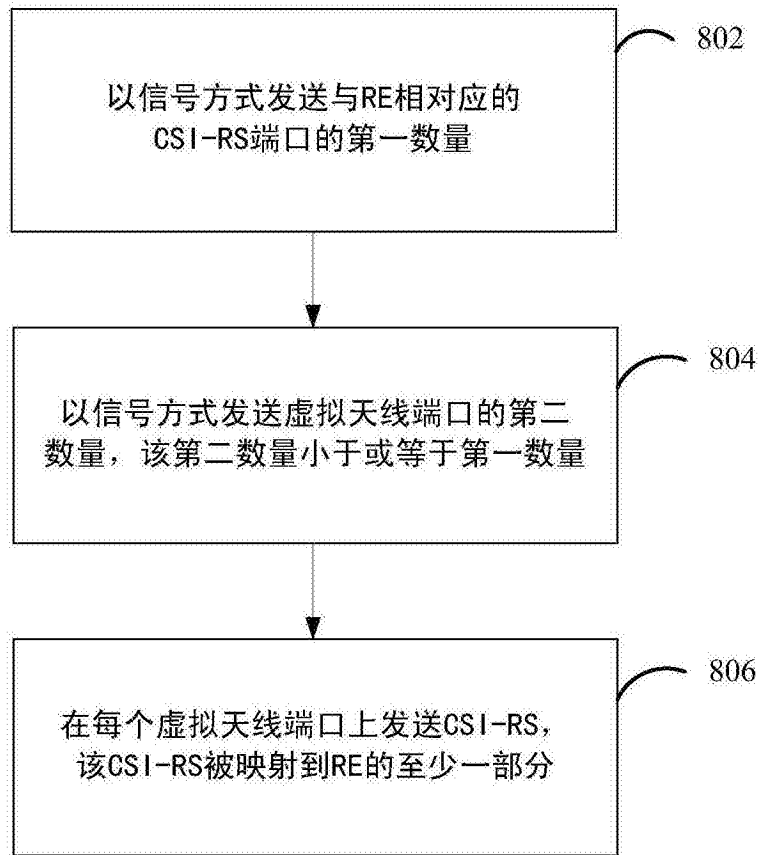 802
以信号方式发送与RE相对应的
CSI-RS端口的第一数量
804
以信号方式发送虚拟天线端口的第二
数量，该第二数量小于或等于第一数量
806
在每个虚拟天线端口上发送CSI-RS，
该CSI-RS被映射到RE的至少一部分